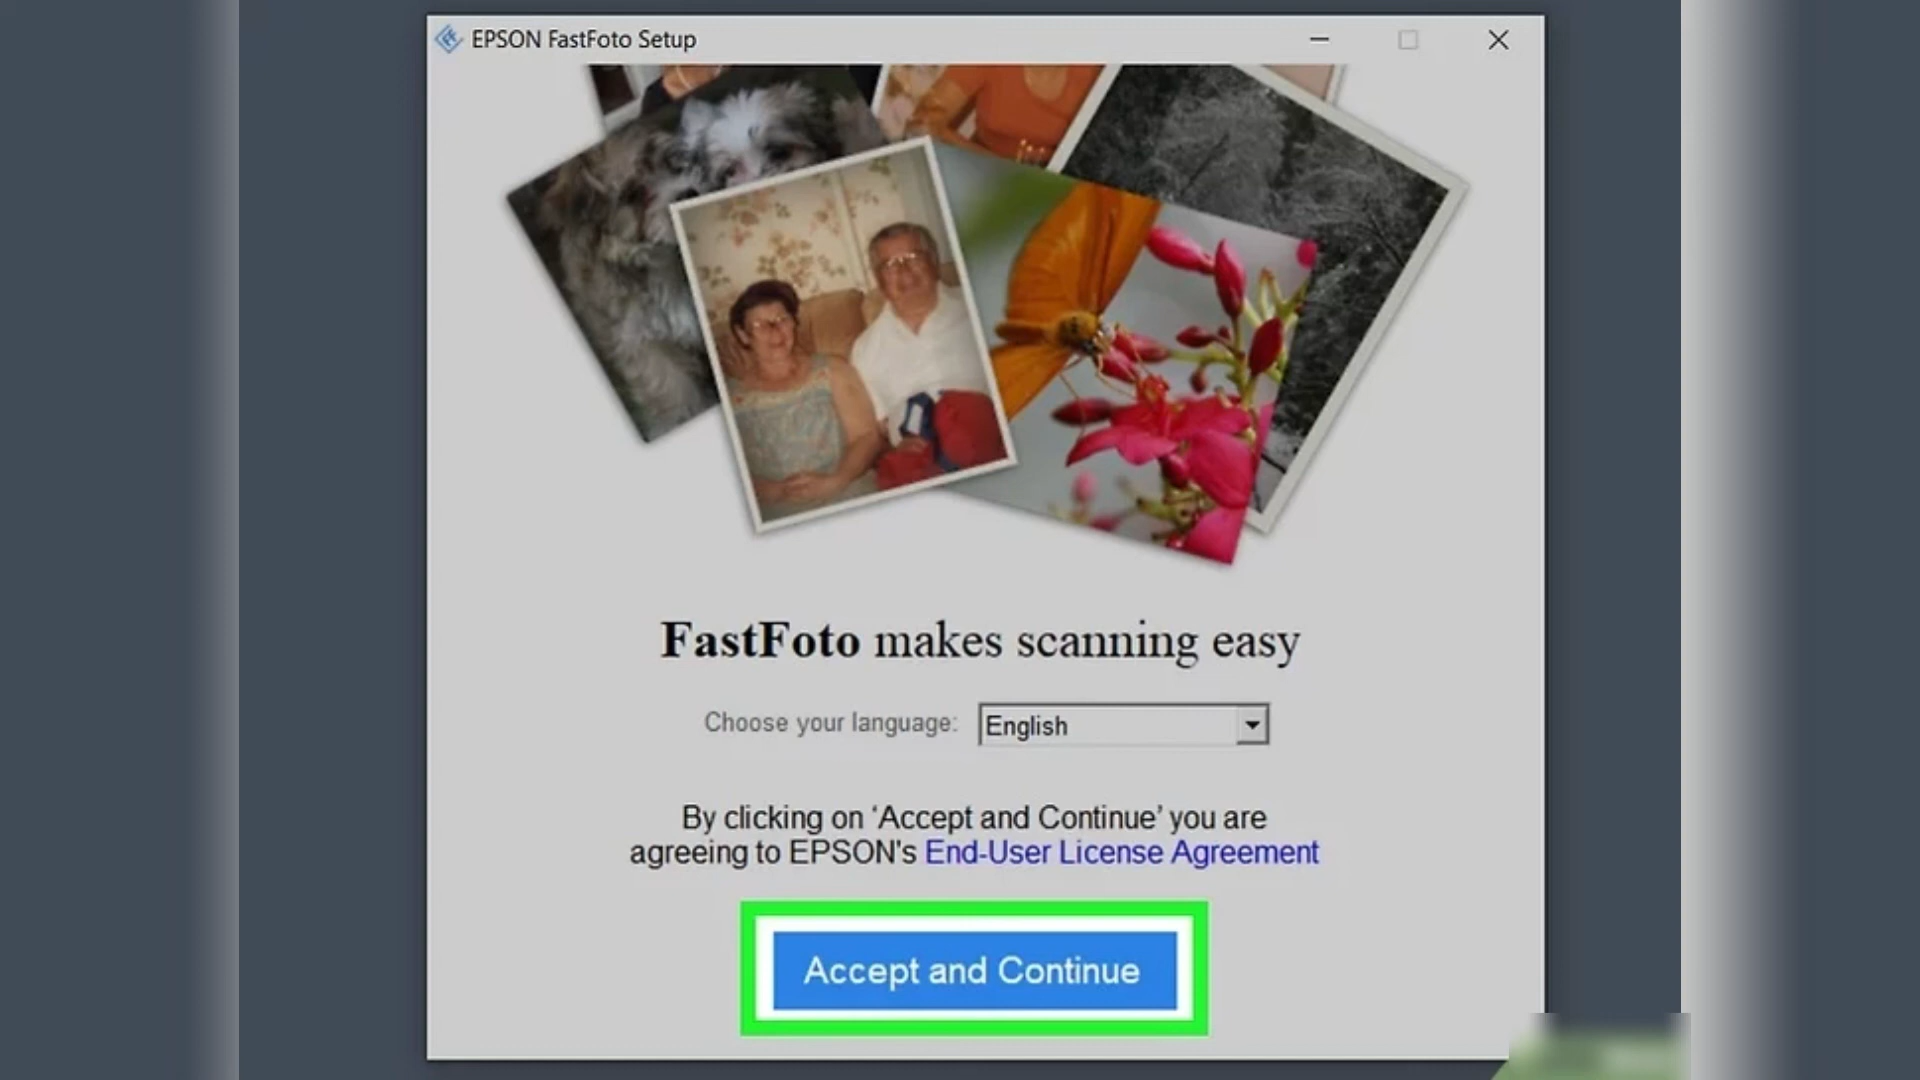 EPSON FastFoto Setup
FastFoto makes scanning easy
Choose your language: English
By clicking on ‘Accept and Continue’ you are
agreeing to EPSON's End-User License Agreement
Accept and Continue